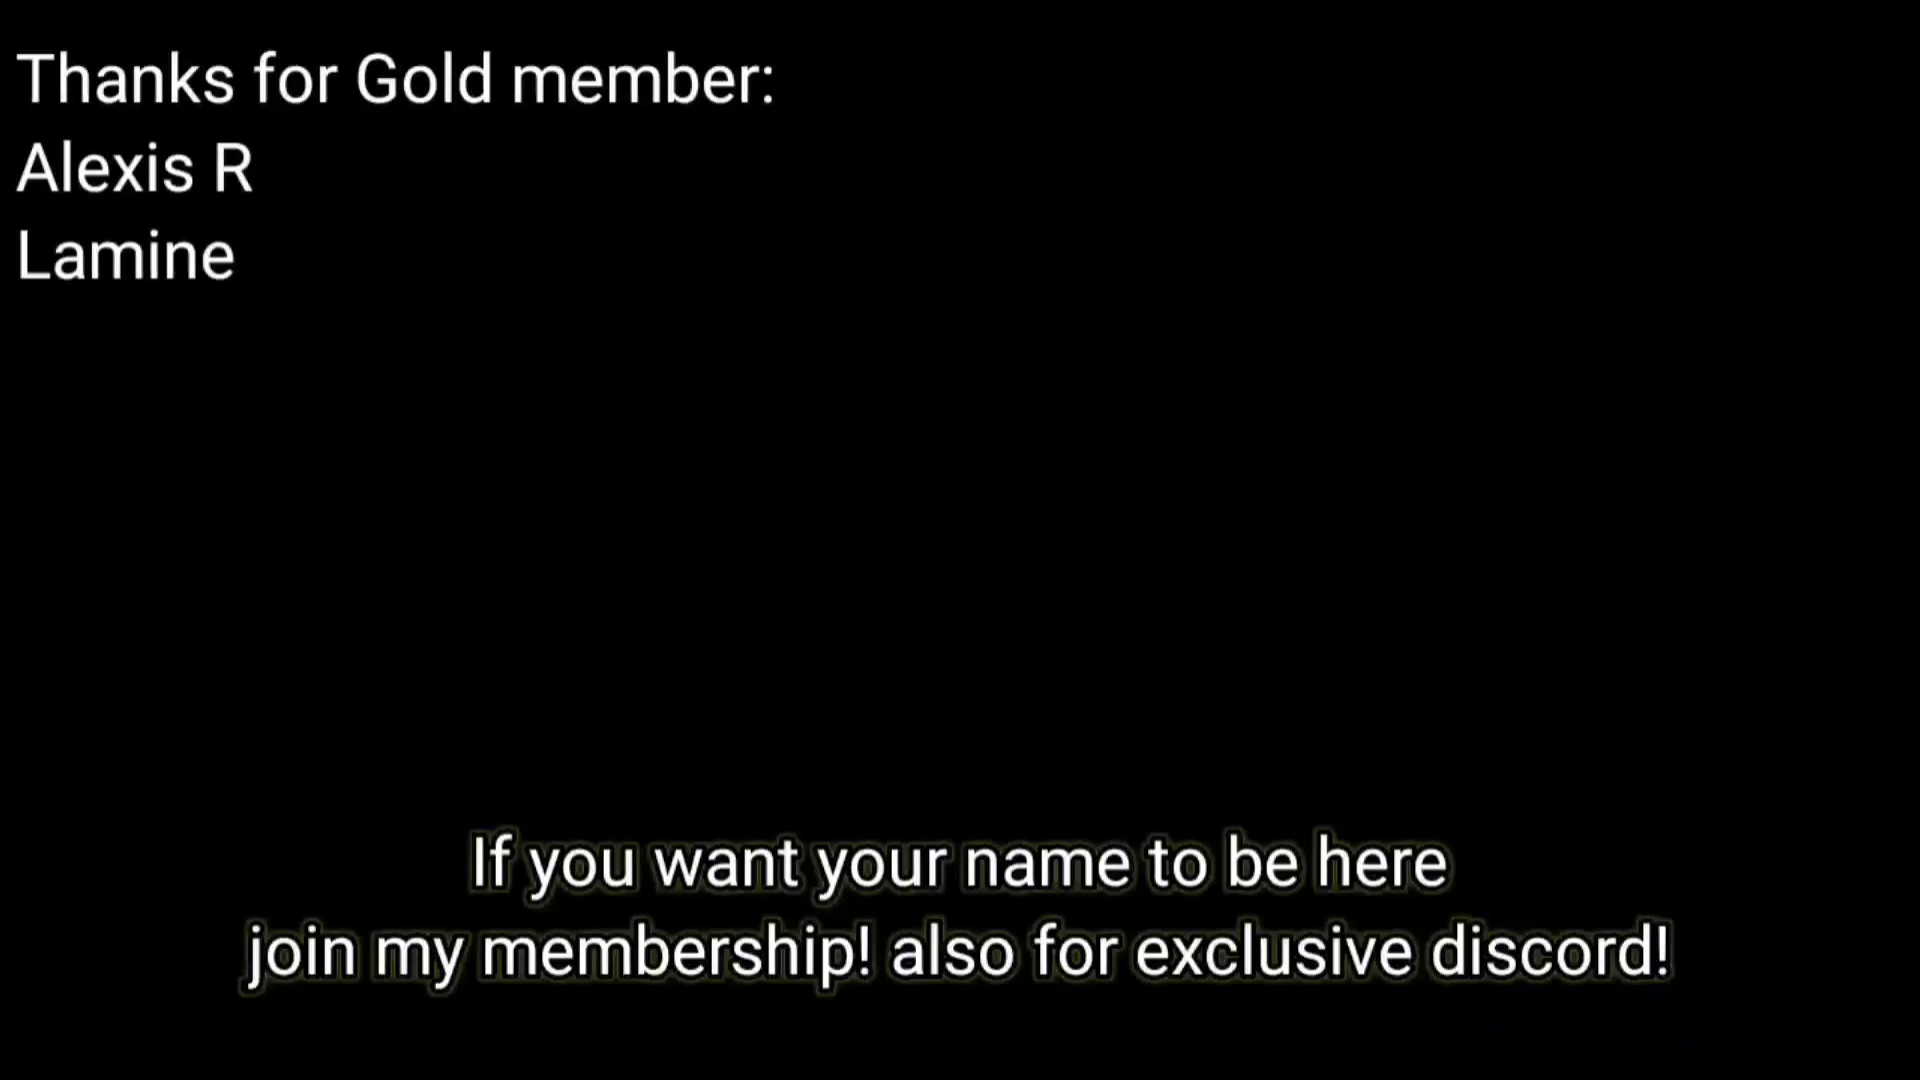 Thanks for Gold member:
Alexis R
Lamine
If you want your name to be here
join my membership! also for exclusive discord!